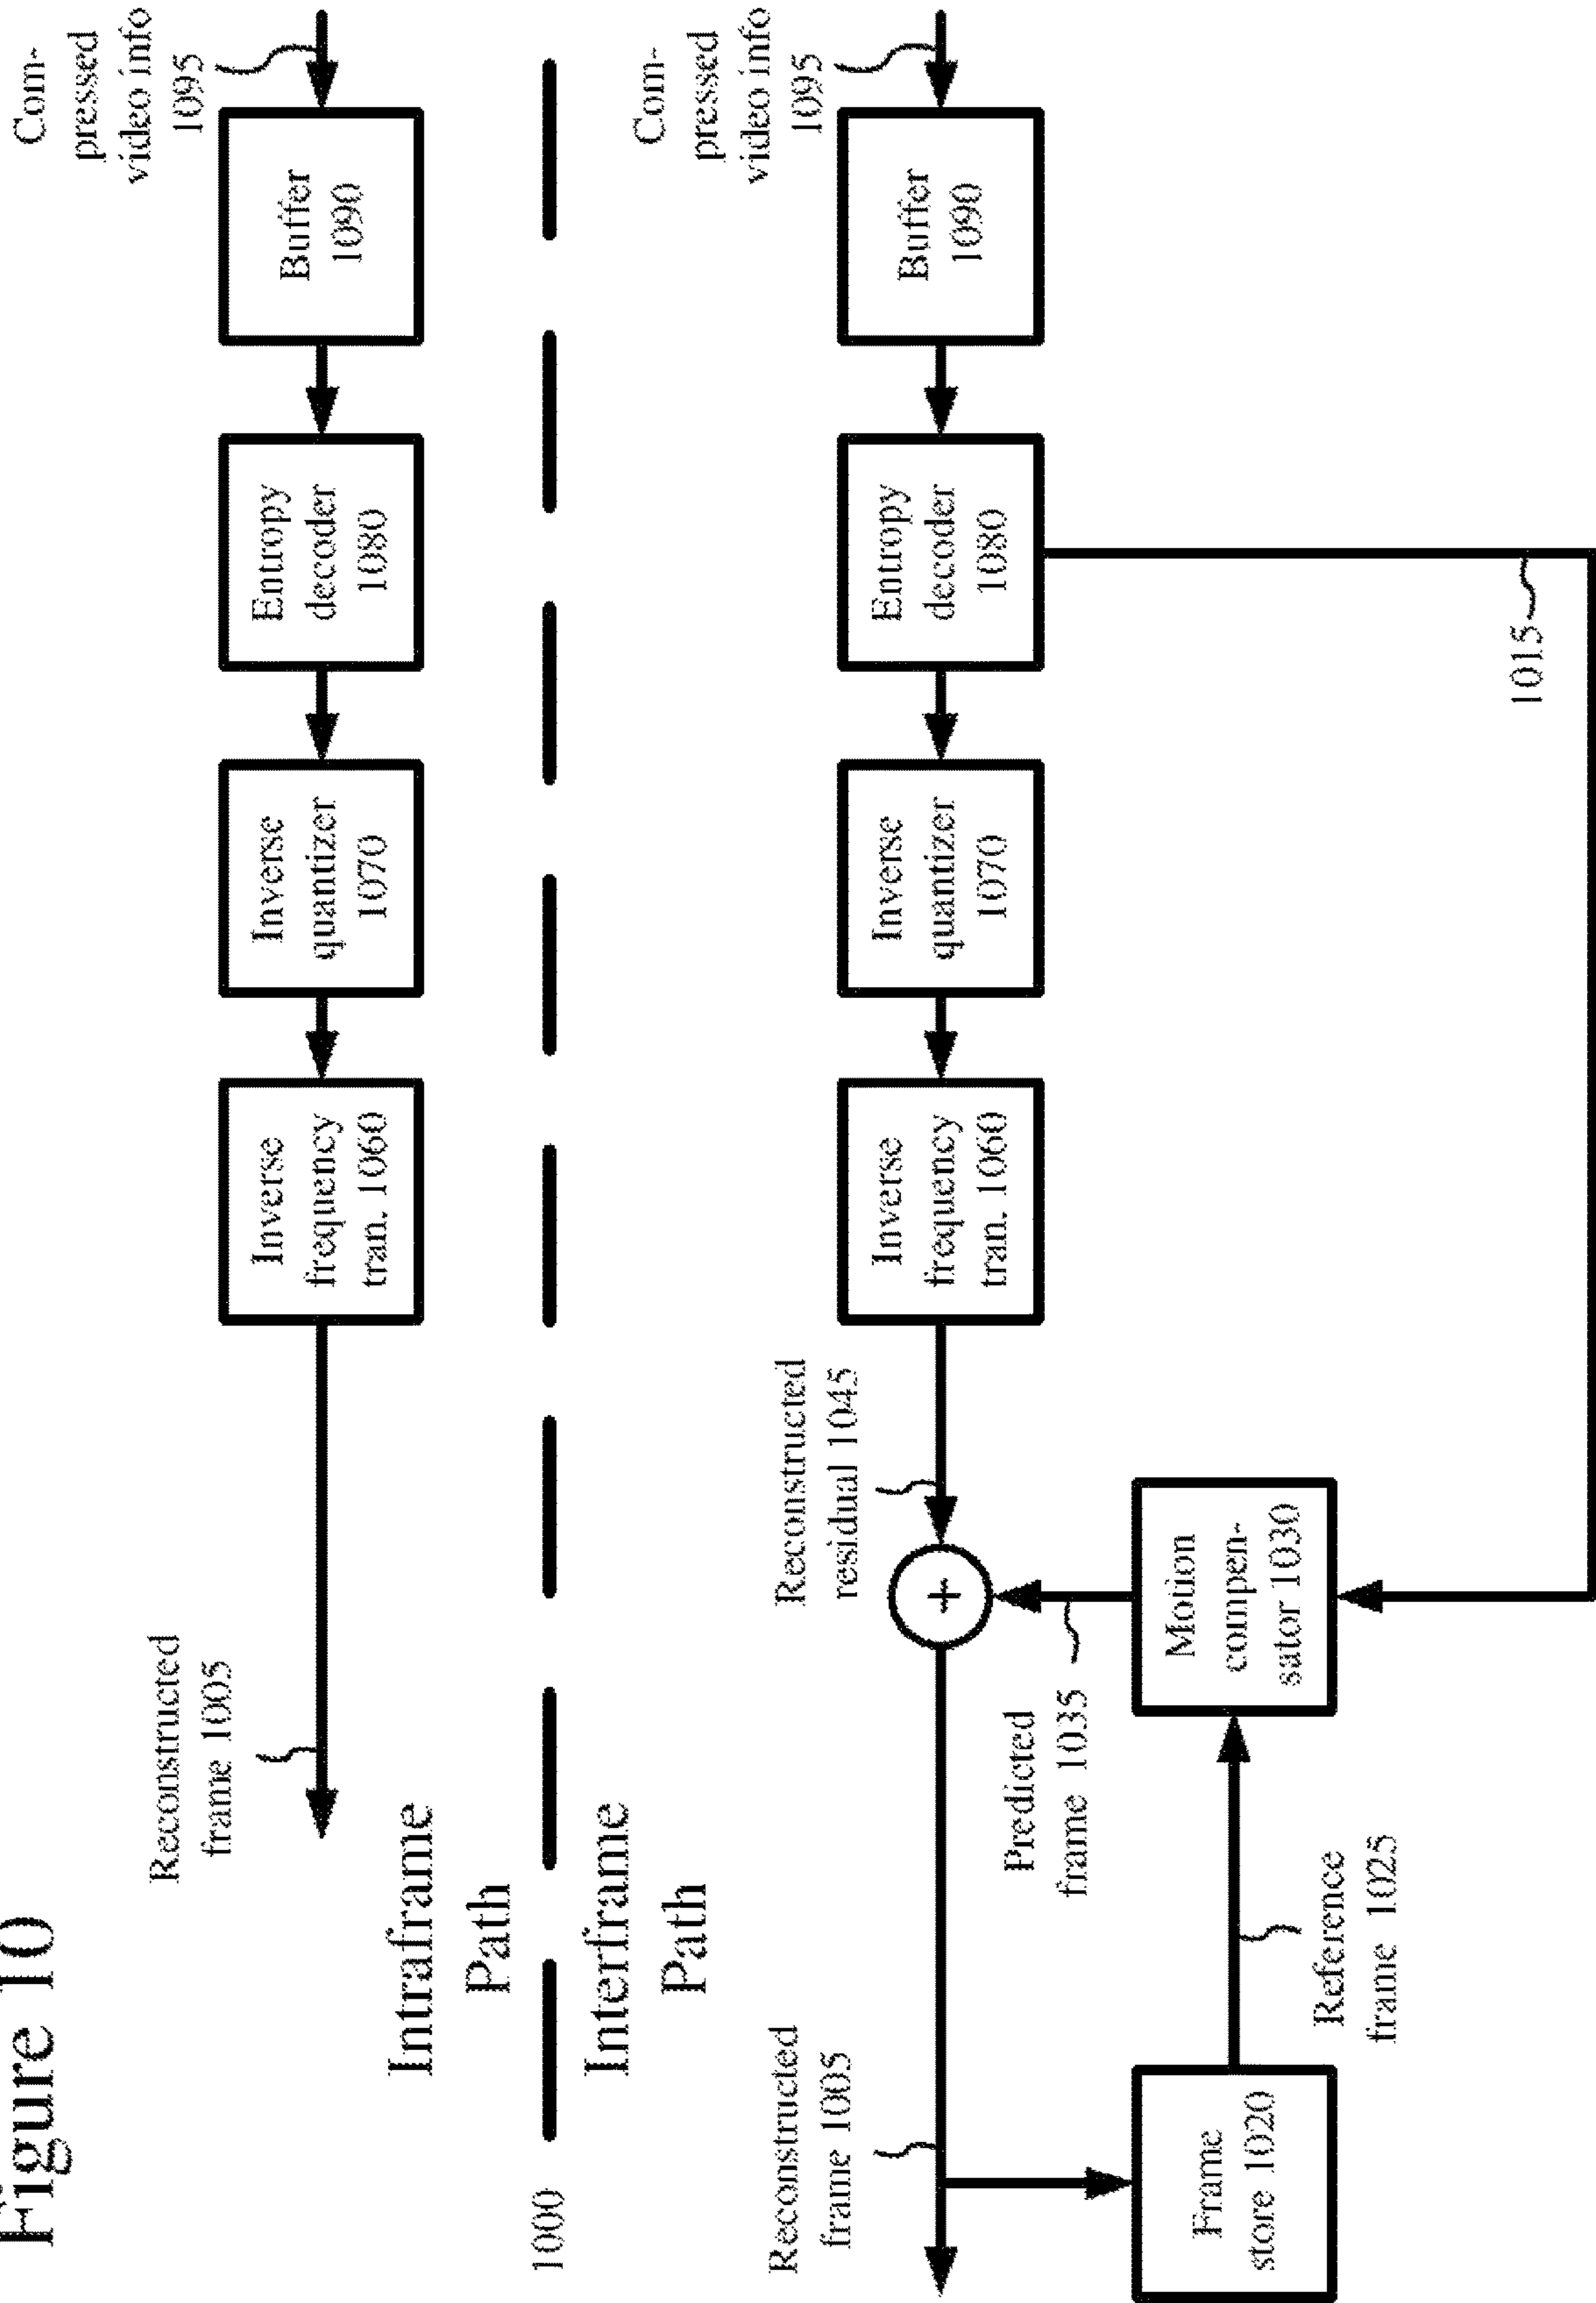 Figure 10
Reconstructed
frame 1005
Inverse
frequency
tran. 1060
Inverse
quantizer
1070
Entropy
decoder
1080
Buffer
1090
Com-
pressed
video info
1095
Intraframe
Path
1000
Interframe
Path
Reconstructed
frame 1005
Reconstructed
residual 1045
+
Inverse
frequency
tran. 1060
Inverse
quantizer
1070
Entropy
decoder
1080
Buffer
1090
Com-
pressed
video info
1095
Predicted
frame 1035
Frame
store 1020
Reference
frame 1025
Motion
compen-
sator 1030
1015